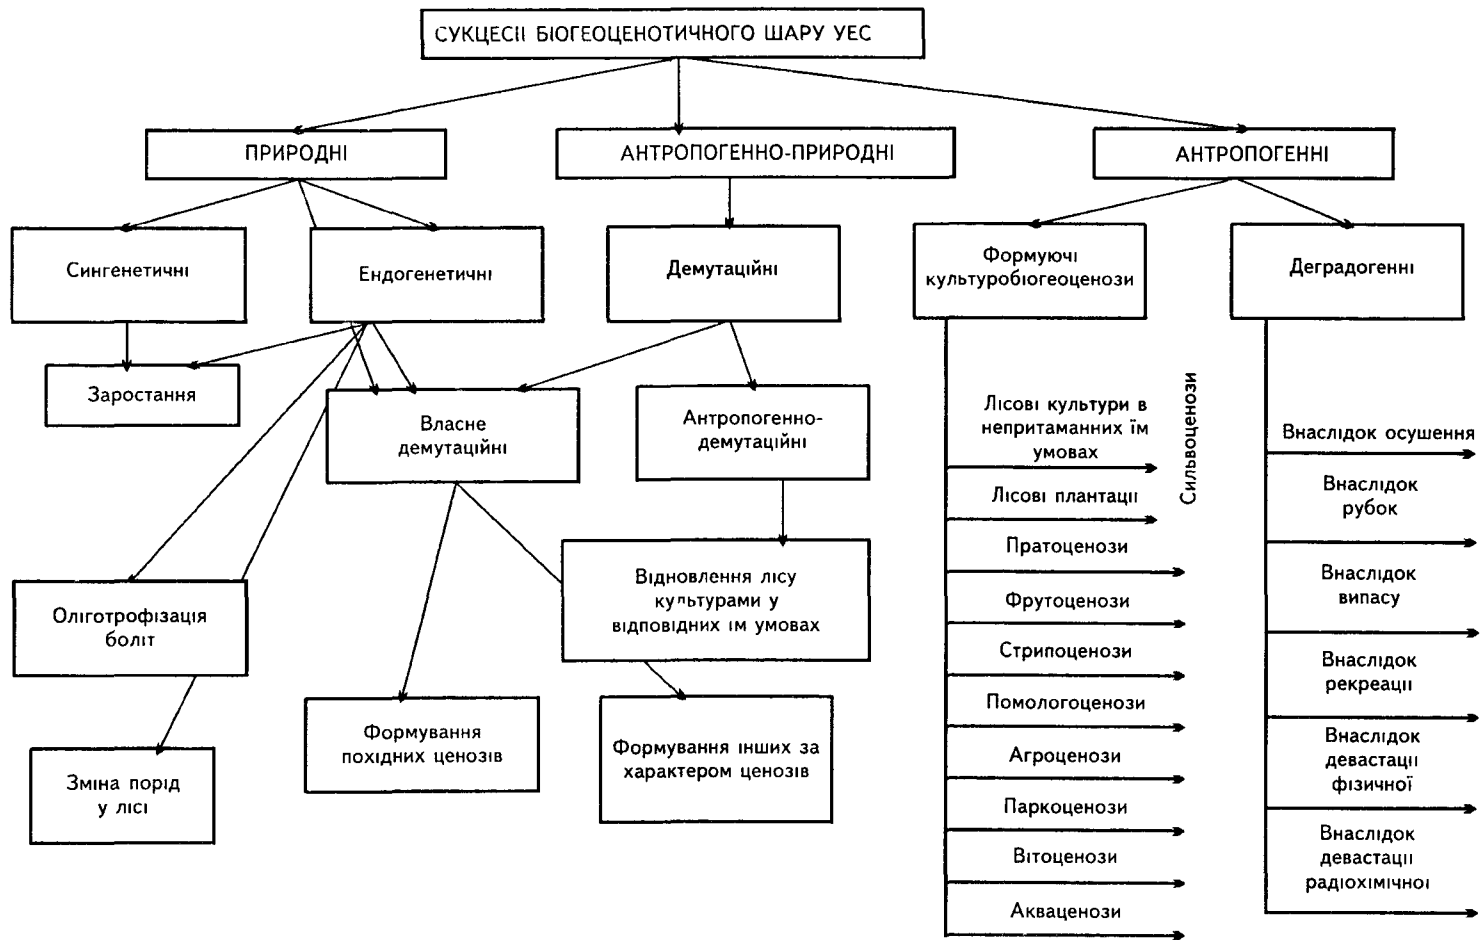 СУКЦЕСІЇ БІОГЕОЦЕНОТИЧНОГО ШАРУ УЕС
ПРИРОДНІ
АНТРОПОГЕННО-ПРИРОДНІ
АНТРОПОГЕННІ
Сингенетичні
Ендогенетичні
Демутаційні
Формуючі
культуробіогеоценози
Деградогенні
Заростання
Власне
демутаційні
Антропогенно-
демутаційні
Оліготрофізація
боліт
Відновлення лісу
культурами у
відповідних їм умовах
Зміна порід
у лісі
Формування
похідних ценозів
Формування інших за
характером ценозів
Лісові культури в
непритаманних їм
умовах
Лісові плантації
Сильвоценози
Пратоценози
Фрутоценози
Стрипоценози
Помологоценози
Агроценози
Паркоценози
Вітоценози
Акваценози
Внаслідок осушення
Внаслідок
рубок
Внаслідок
випасу
Внаслідок
рекреації
Внаслідок
девастації
фізичної
Внаслідок
девастації
радіохімічної